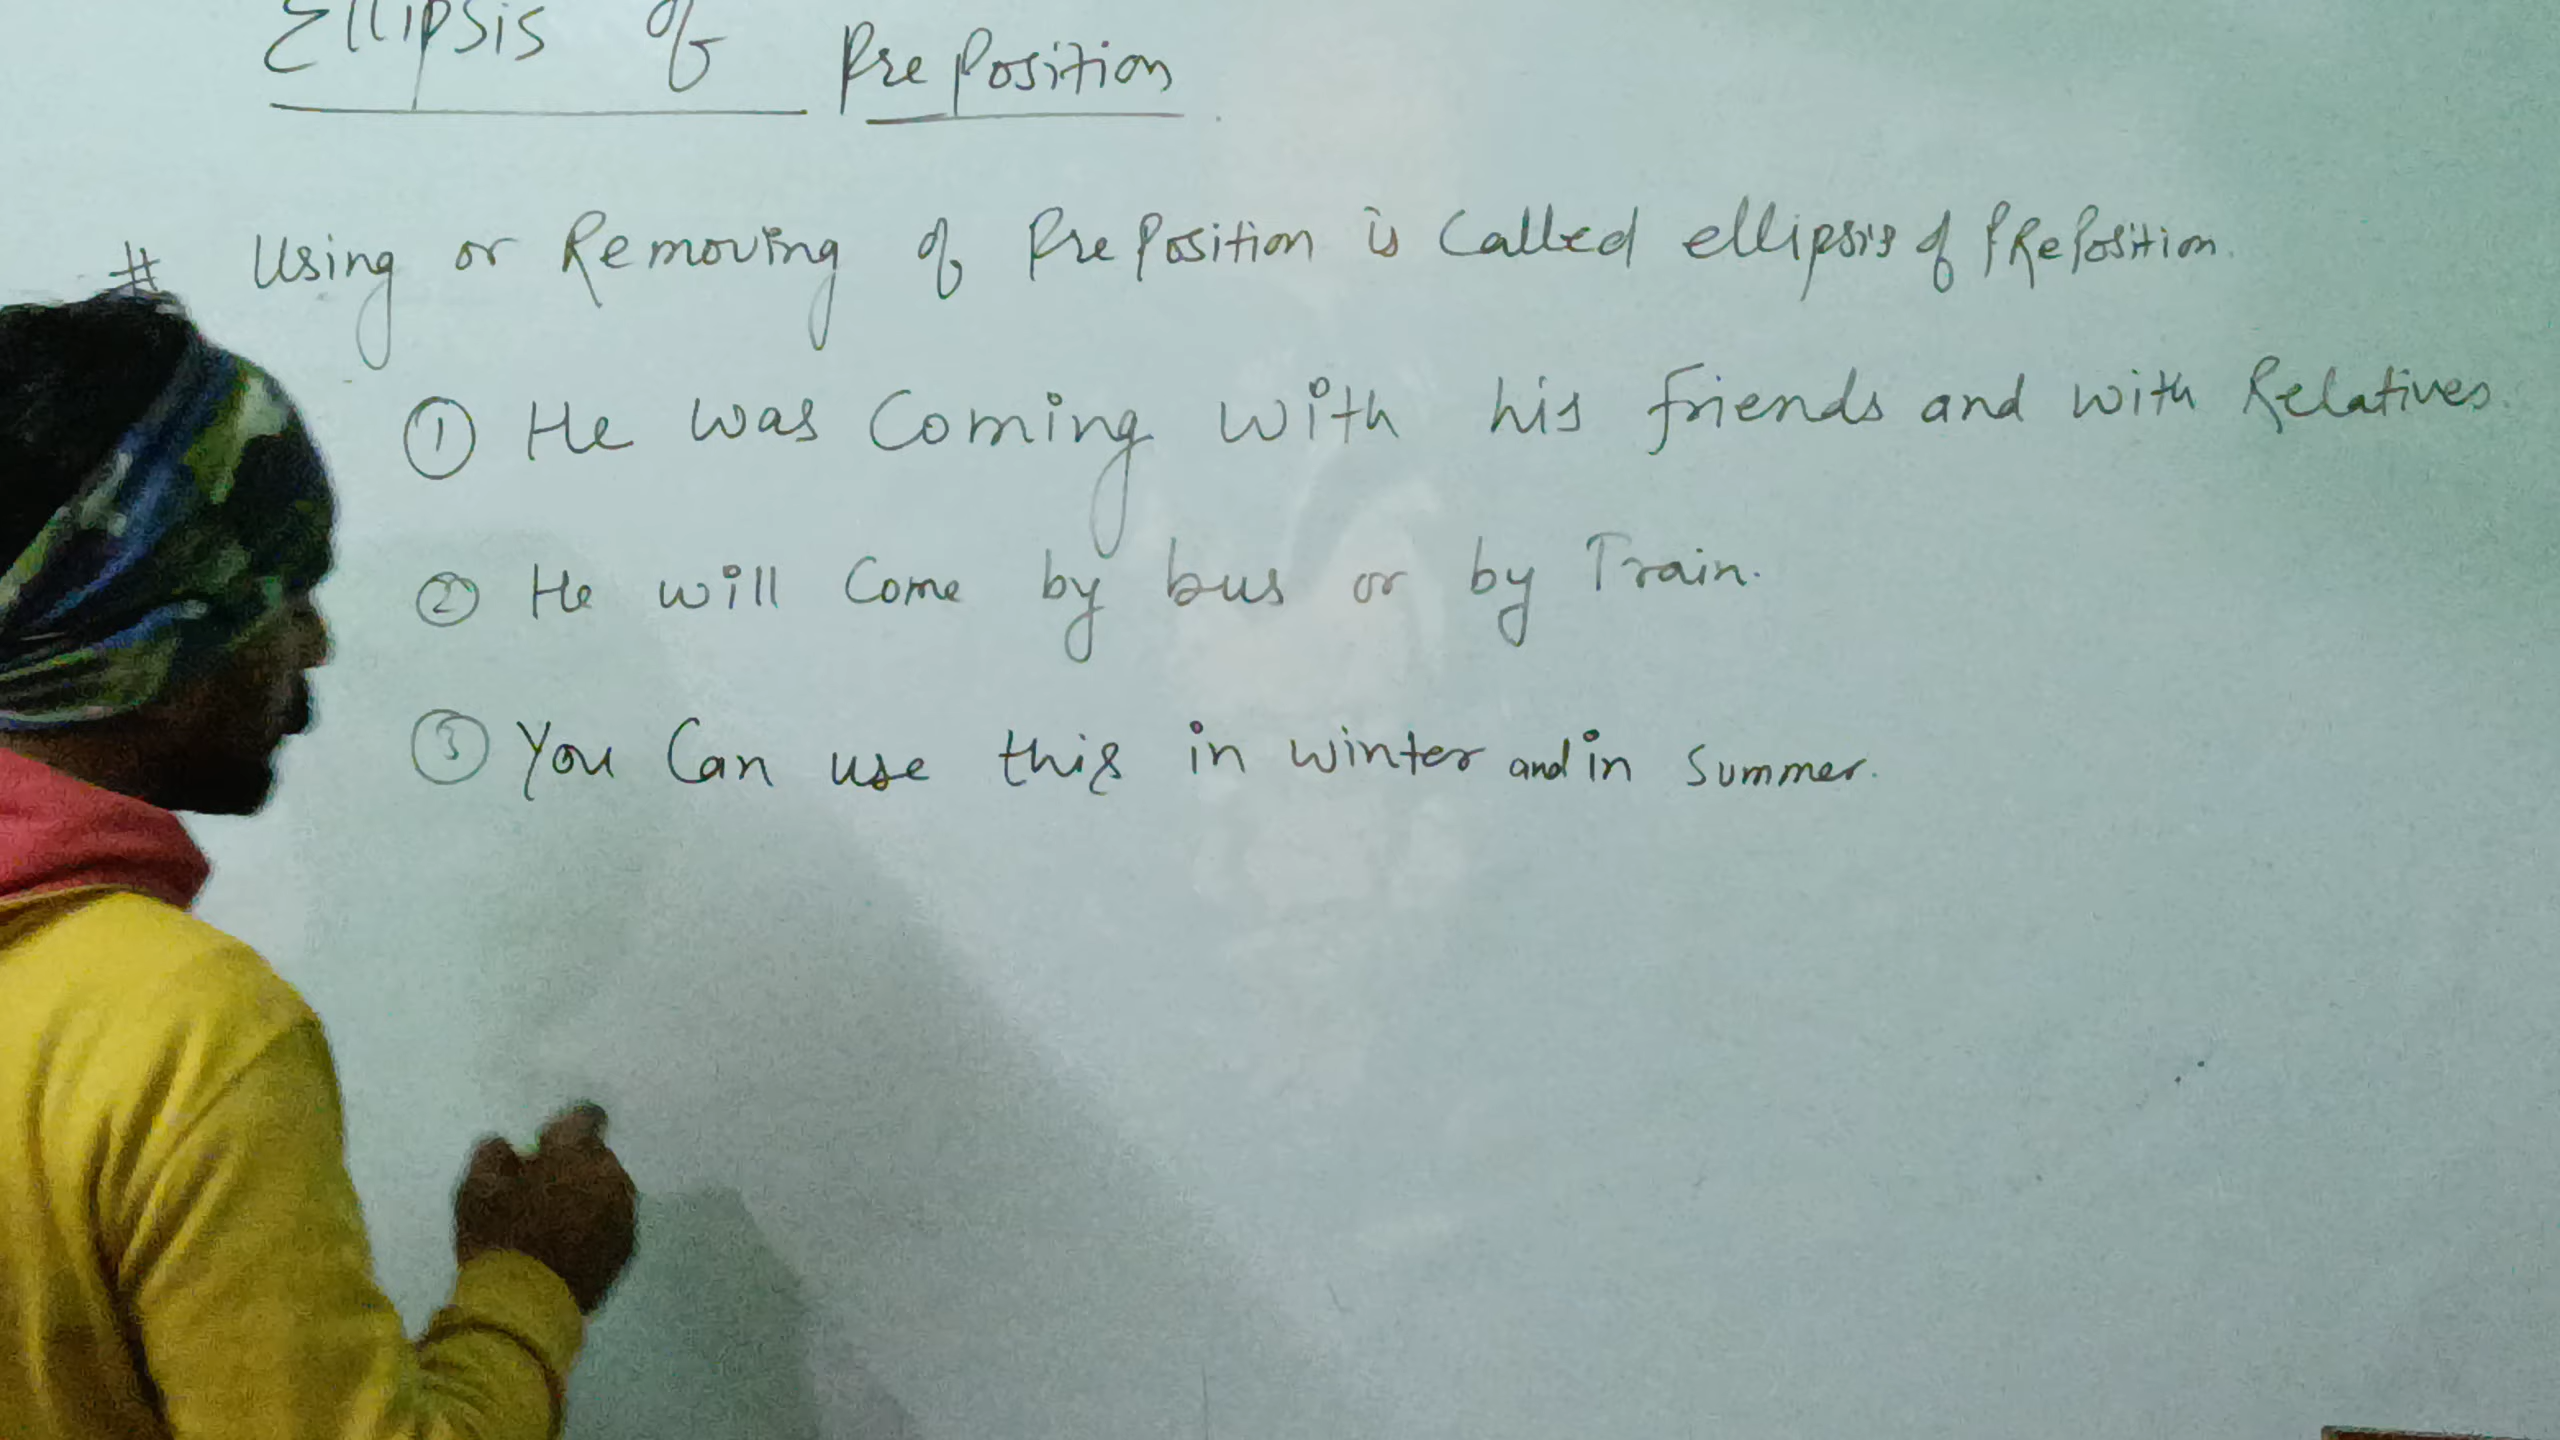 Ellipsis of Preposition
# Using or Removing of Preposition is Called ellipsis of PRePosition.
① He was Coming with his friends and with Relatives.
② He will Come by bus or by Train.
③ You Can use this in winter and in Summer.